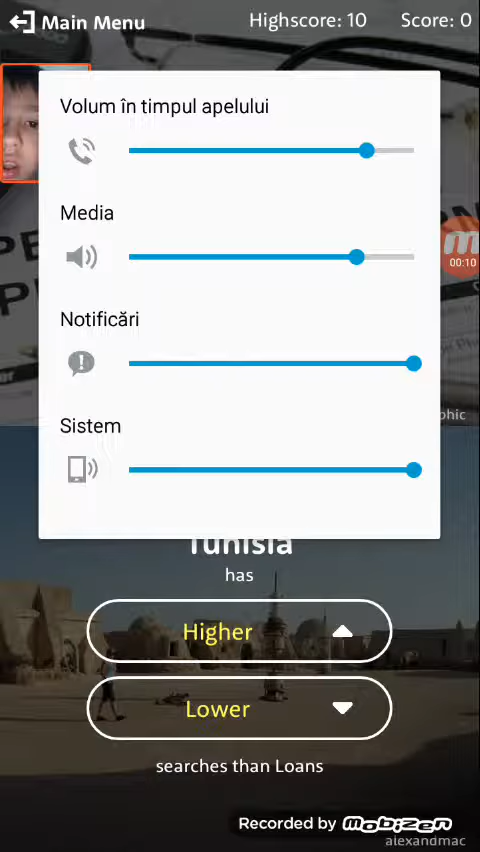 Main Menu
Highscore: 10
Score: 0
Volum în timpul apelului
Media
00:10
Notificări
phic
Sistem
Tunisia
has
Higher
Lower
searches than Loans
Recorded by mobizen
alexandmac